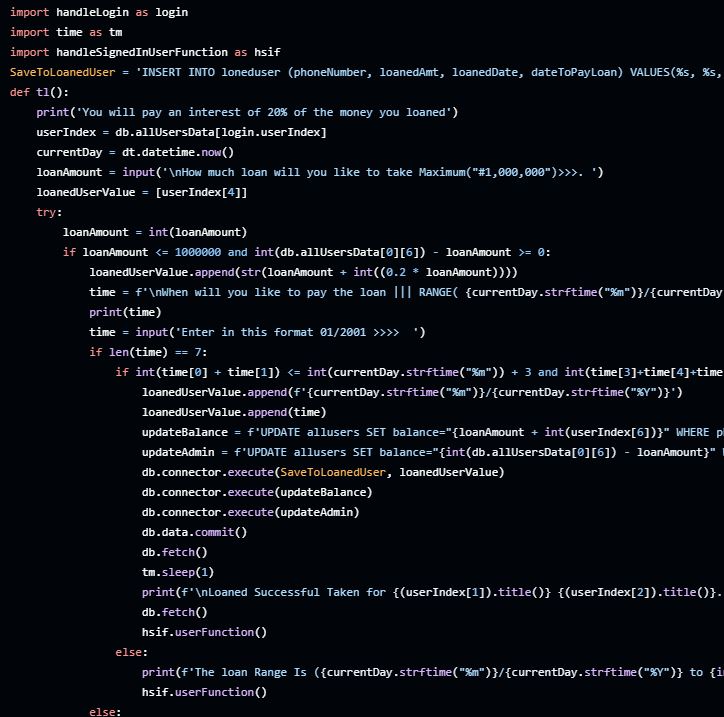 import handleLogin as login
import time as tm
import handleSignedInUserFunction as hsif
SaveToLoanedUser = 'INSERT INTO loneduser (phoneNumber, loanedAmt, loanedDate, dateToPayLoan) VALUES(%s, %s,
def tl():
    print('You will pay an interest of 20% of the money you loaned')
    userIndex = db.allUsersData[login.userIndex]
    currentDay = dt.datetime.now()
    loanAmount = input('\nHow much loan will you like to take Maximum("#1,000,000")>>>. ')
    loanedUserValue = [userIndex[4]]
    try:
        loanAmount = int(loanAmount)
        if loanAmount <= 1000000 and int(db.allUsersData[0][6]) - loanAmount >= 0:
            loanedUserValue.append(str(loanAmount + int((0.2 * loanAmount))))
            time = f'\nWhen will you like to pay the loan ||| RANGE( {currentDay.strftime("%m")}/{currentDay
            print(time)
            time = input('Enter in this format 01/2001 >>>>  ')
            if len(time) == 7:
                if int(time[0] + time[1]) <= int(currentDay.strftime("%m")) + 3 and int(time[3]+time[4]+time
                    loanedUserValue.append(f'{currentDay.strftime("%m")}/{currentDay.strftime("%Y")}')
                    loanedUserValue.append(time)
                    updateBalance = f'UPDATE allusers SET balance="{loanAmount + int(userIndex[6])}" WHERE p
                    updateAdmin = f'UPDATE allusers SET balance="{int(db.allUsersData[0][6]) - loanAmount}"
                    db.connector.execute(SaveToLoanedUser, loanedUserValue)
                    db.connector.execute(updateBalance)
                    db.connector.execute(updateAdmin)
                    db.data.commit()
                    db.fetch()
                    tm.sleep(1)
                    print(f'\nLoaned Successful Taken for {(userIndex[1]).title()} {(userIndex[2]).title()}.
                    db.fetch()
                    hsif.userFunction()
                else:
                    print(f'The loan Range Is ({currentDay.strftime("%m")}/{currentDay.strftime("%Y")} to {i
                    hsif.userFunction()
            else: